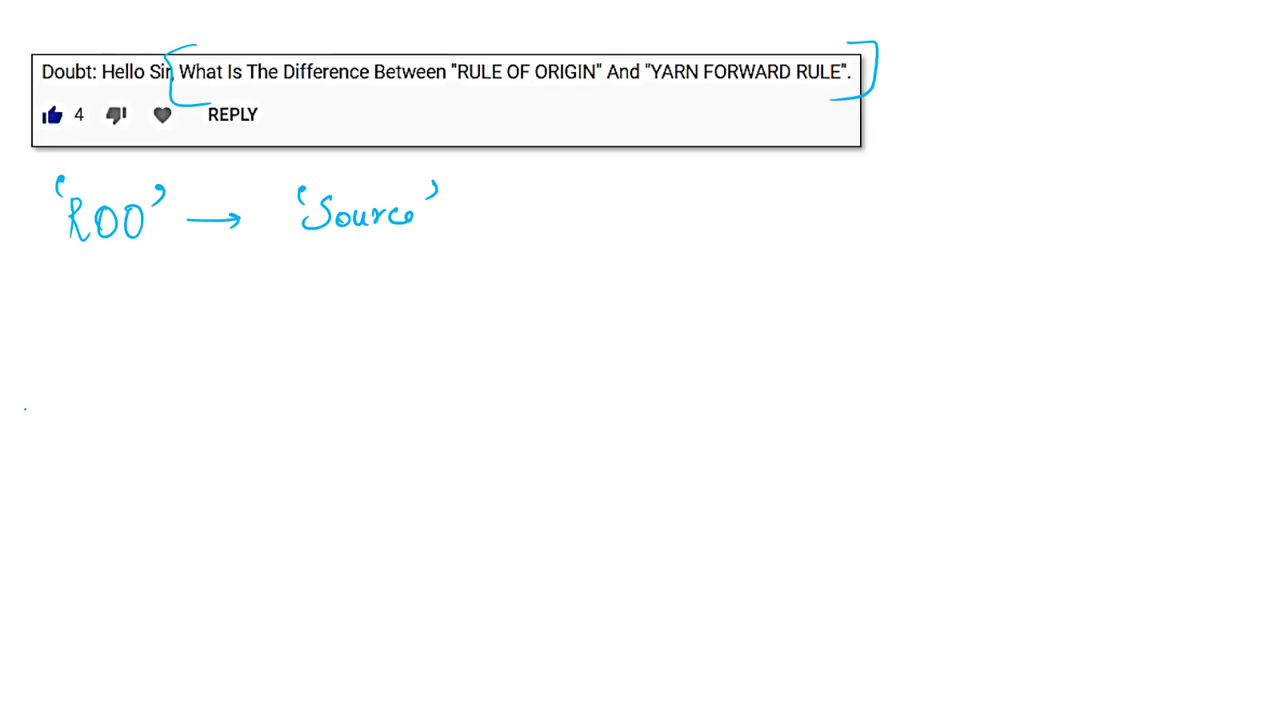 Doubt: Hello Sir, What Is The Difference Between "RULE OF ORIGIN" And "YARN FORWARD RULE".
4 REPLY
'ROO' → 'Source'